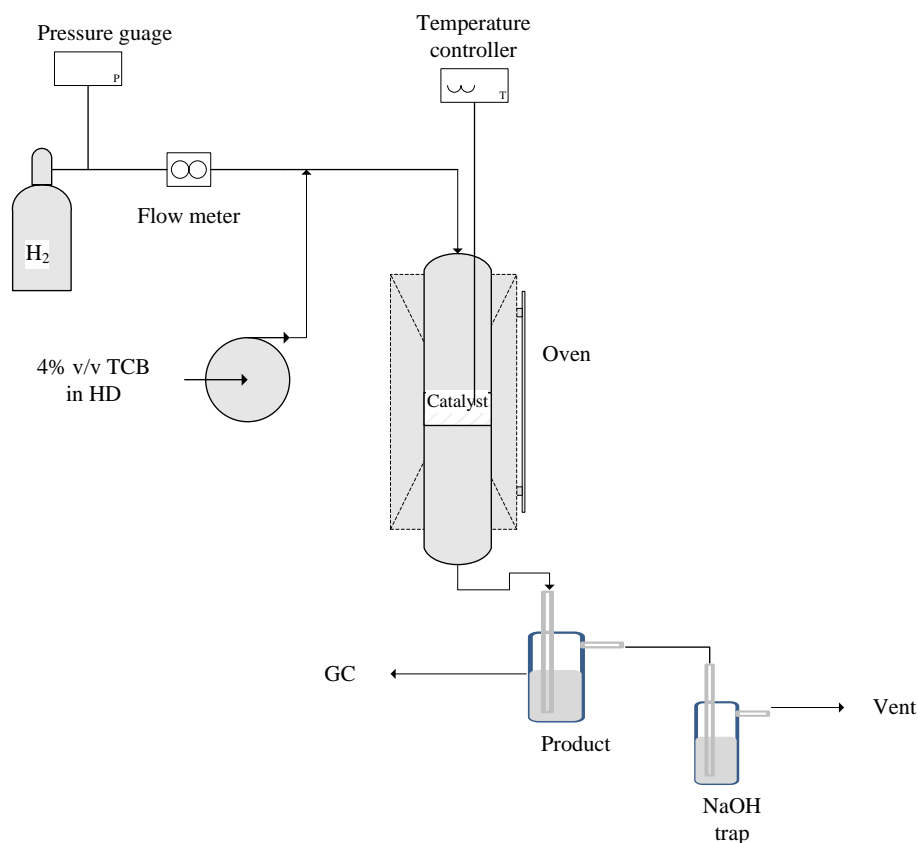 Pressure guage
P
Temperature
controller
T
Flow meter
H₂
4% v/v TCB
in HD
Oven
Catalyst
GC
Product
Vent
NaOH
trap